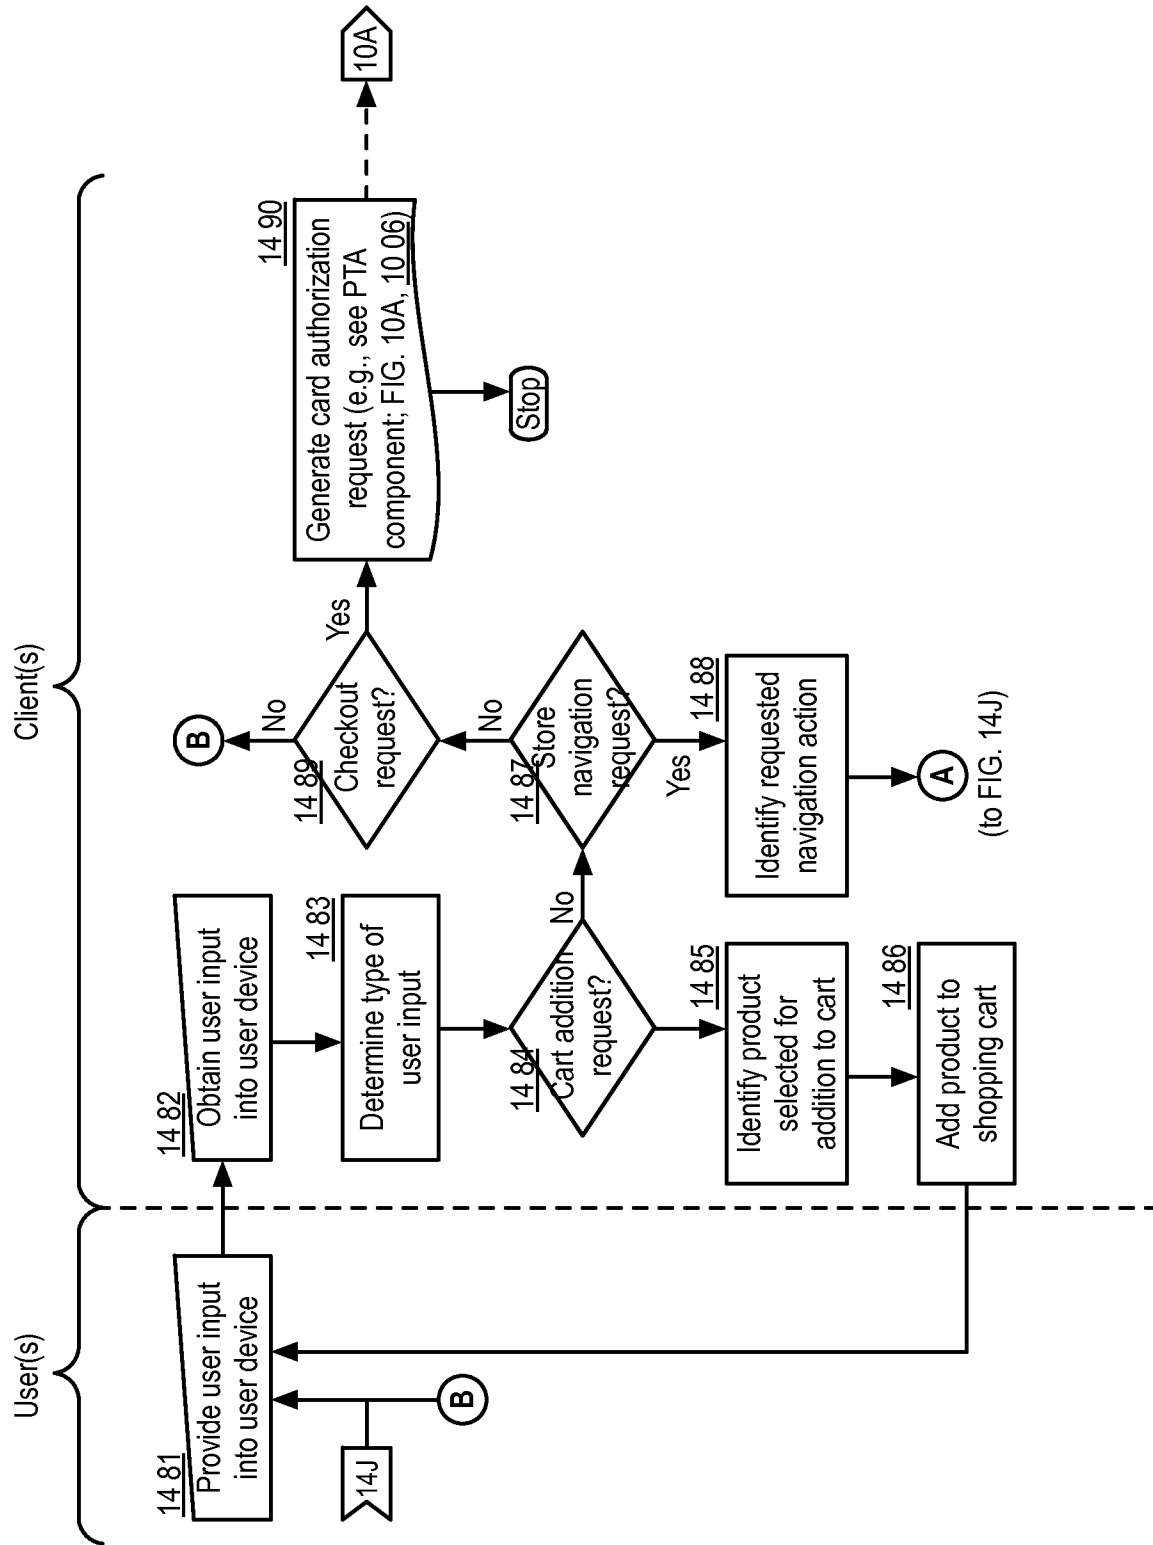 User(s)
Client(s)
14 81
Provide user input
into user device
14J
B
14 82
Obtain user input
into user device
14 83
Determine type of
user input
14 84
Cart addition
request?
No
14 85
Identify product
selected for
addition to cart
14 86
Add product to
shopping cart
14 87
Store
navigation
request?
No
Yes
14 88
Identify requested
navigation action
A
(to FIG. 14J)
14 89
Checkout
request?
No
B
Yes
14 90
Generate card authorization
request (e.g., see PTA
component; FIG. 10A, 10 06)
Stop
10A